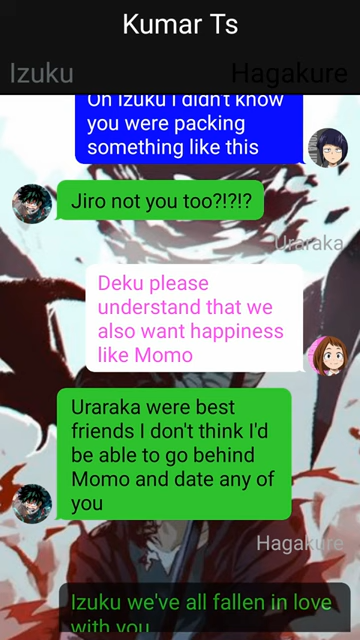 Kumar Ts
Izuku
Hagakure
Oh Izuku I didn't know
you were packing
something like this
Jiro not you too?!?!?
Uraraka
Deku please
understand that we
also want happiness
like Momo
Uraraka were best
friends I don't think I'd
be able to go behind
Momo and date any of
you
Hagakure
Izuku we've all fallen in love
with you